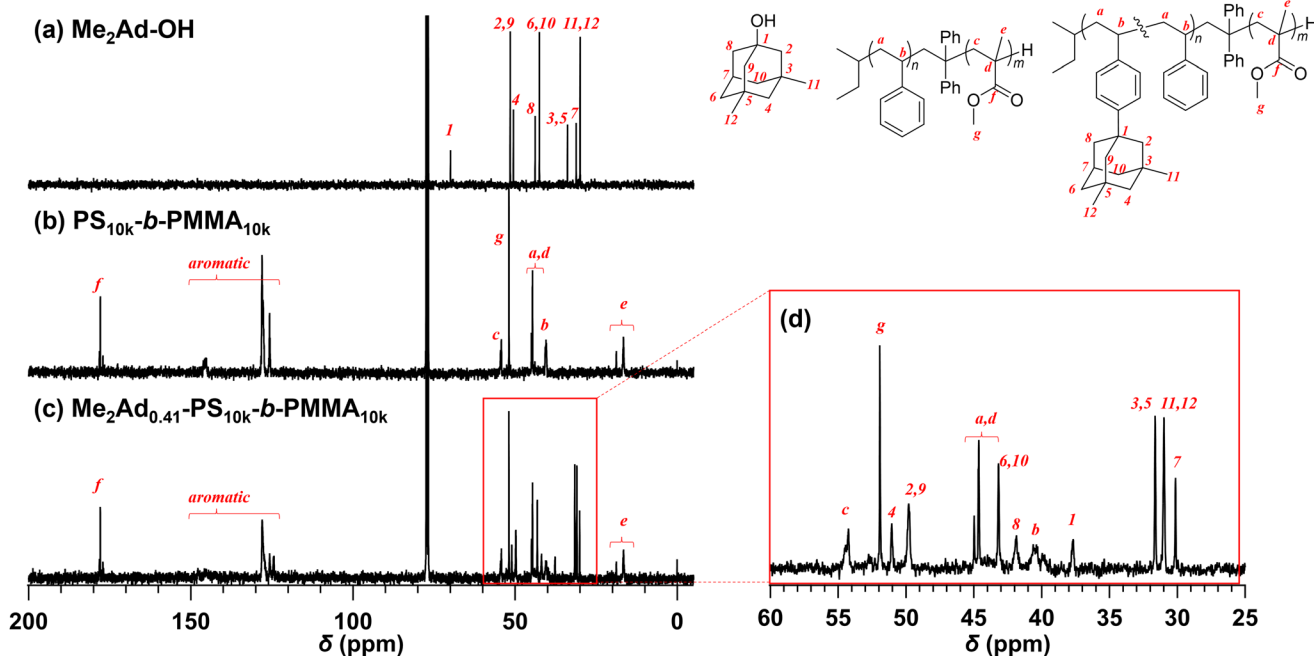 (a) Me2Ad-OH
1
2,9
4
8
6,10
3,5
7
11,12
(b) PS10k-b-PMMA10k
f
aromatic
c
g
a,d
b
e
(c) Me2Ad0.41-PS10k-b-PMMA10k
f
aromatic
e
200 150 100 50 0
δ (ppm)
OH
1
2
8
9
3
7
10
11
6
5
4
12
a
b
n
Ph
Ph
c
e
d
m
H
f
O
O
g
a
b
a
b
n
Ph
Ph
c
e
d
m
H
f
O
O
g
1
2
8
9
3
7
10
11
6
5
4
12
(d)
c
g
4
2,9
a,d
6,10
8
b
1
3,5
11,12
7
60 55 50 45 40 35 30 25
δ (ppm)